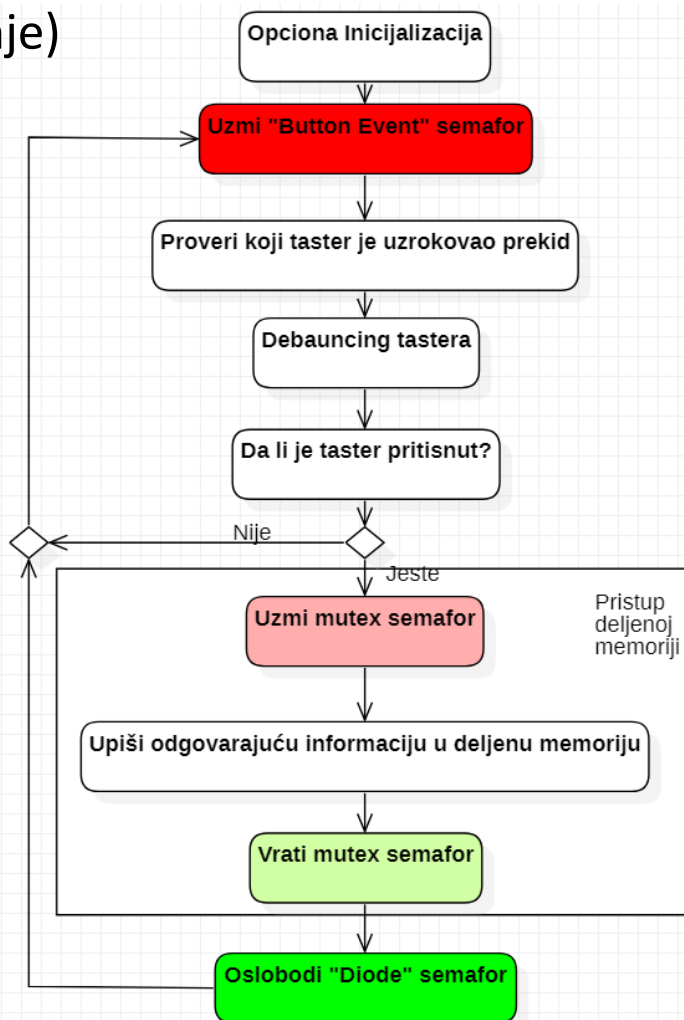 je)
Opciona Inicijalizacija
Uzmi "Button Event" semafor
Proveri koji taster je uzrokovao prekid
Debauncing tastera
Da li je taster pritisnut?
Nije
Jeste
Uzmi mutex semafor
Pristup
deljenoj
memoriji
Upiši odgovarajuću informaciju u deljenu memoriju
Vrati mutex semafor
Oslobodi "Diode" semafor